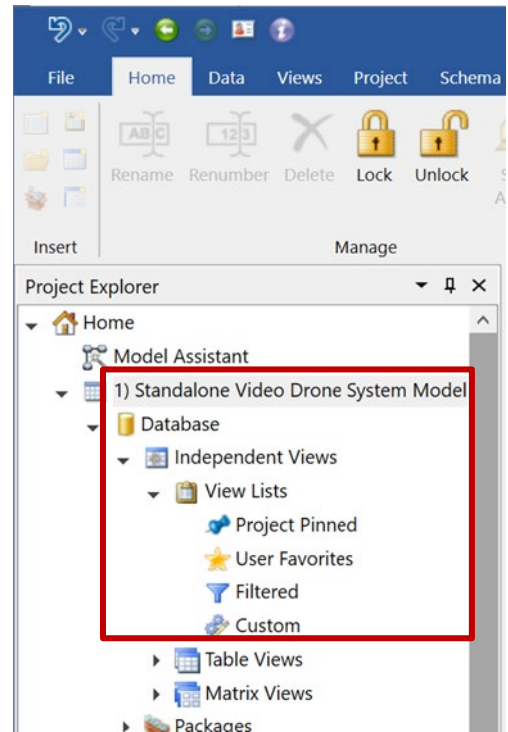 File Home Data Views Project Schema
ABC 123
Rename Renumber Delete Lock Unlock
Insert Manage
Project Explorer
Home
Model Assistant
1) Standalone Video Drone System Model
Database
Independent Views
View Lists
Project Pinned
User Favorites
Filtered
Custom
Table Views
Matrix Views
Packages